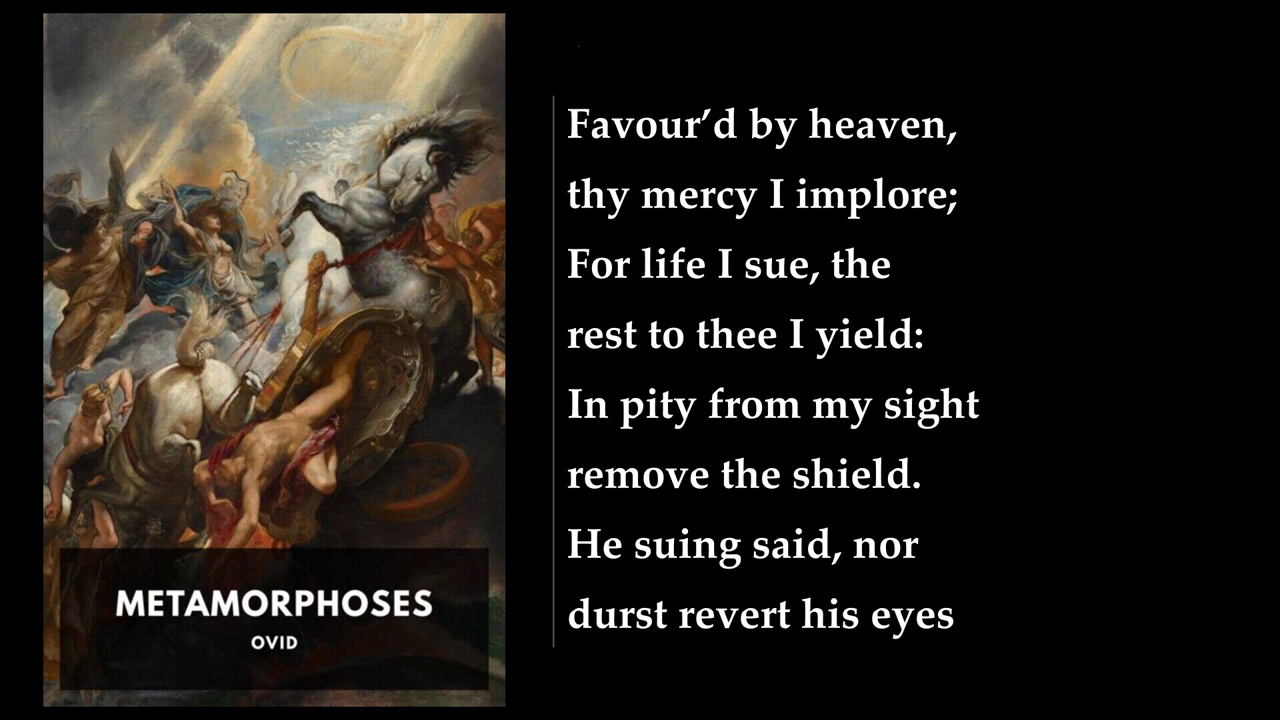 METAMORPHOSES
OVID
Favour’d by heaven,
thy mercy I implore;
For life I sue, the
rest to thee I yield:
In pity from my sight
remove the shield.
He suing said, nor
durst revert his eyes